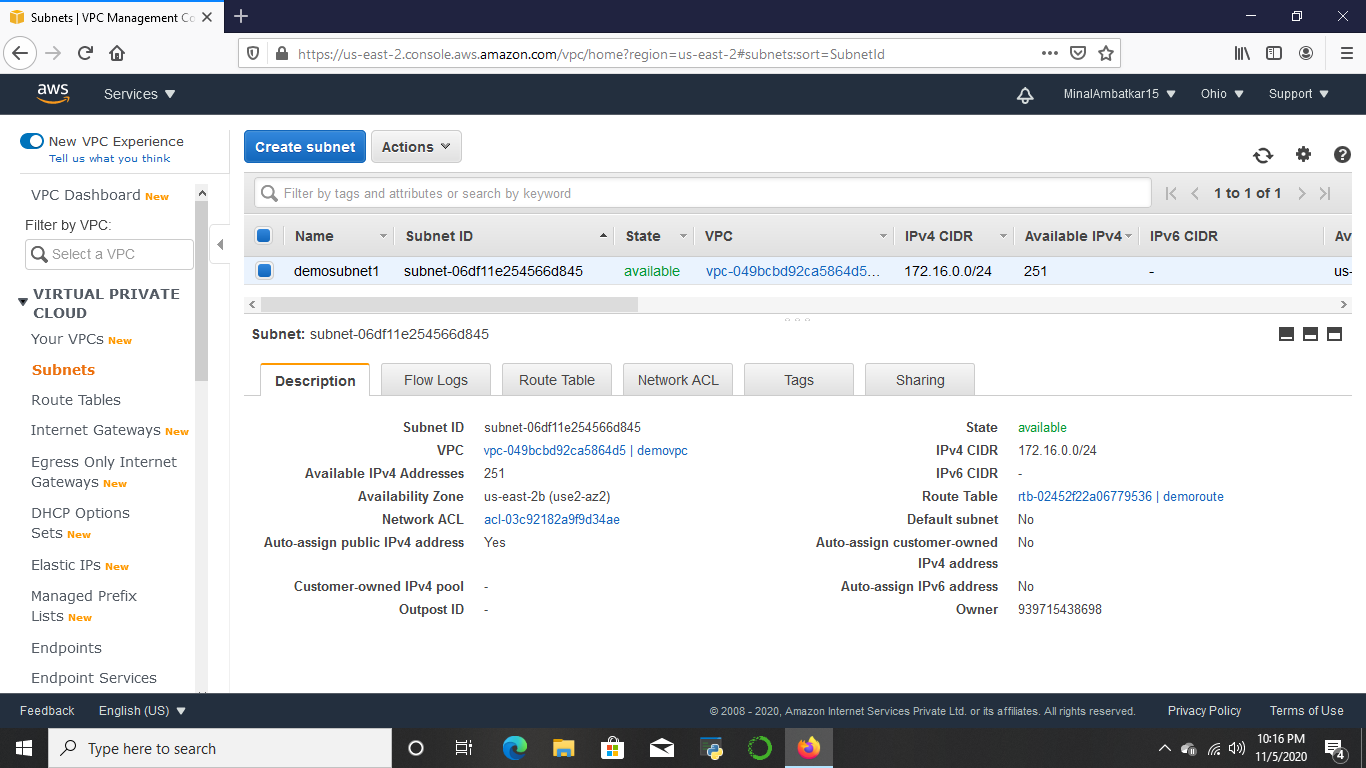 Subnets | VPC Management Co
https://us-east-2.console.aws.amazon.com/vpc/home?region=us-east-2#subnets:sort=SubnetId
aws
Services
MinalAmbatkar15
Ohio
Support
New VPC Experience
Tell us what you think
VPC Dashboard New
Filter by VPC:
Select a VPC
VIRTUAL PRIVATE
CLOUD
Your VPCs New
Subnets
Route Tables
Internet Gateways New
Egress Only Internet
Gateways New
DHCP Options
Sets New
Elastic IPs New
Managed Prefix
Lists New
Endpoints
Endpoint Services
Create subnet
Actions
Filter by tags and attributes or search by keyword
1 to 1 of 1
Name Subnet ID State VPC IPv4 CIDR Available IPv4 IPv6 CIDR Av
demosubnet1 subnet-06df11e254566d845 available vpc-049bcbd92ca5864d5... 172.16.0.0/24 251 - us-
Subnet: subnet-06df11e254566d845
Description Flow Logs Route Table Network ACL Tags Sharing
Subnet ID subnet-06df11e254566d845 State available
VPC vpc-049bcbd92ca5864d5 | demovpc IPv4 CIDR 172.16.0.0/24
Available IPv4 Addresses 251 IPv6 CIDR -
Availability Zone us-east-2b (use2-az2) Route Table rtb-02452f22a06779536 | demoroute
Network ACL acl-03c92182a9f9d34ae Default subnet No
Auto-assign public IPv4 address Yes Auto-assign customer-owned No
IPv4 address
Customer-owned IPv4 pool - Auto-assign IPv6 address No
Outpost ID - Owner 939715438698
Feedback English (US) © 2008 - 2020, Amazon Internet Services Private Ltd. or its affiliates. All rights reserved. Privacy Policy Terms of Use
Type here to search
10:16 PM
11/5/2020
4